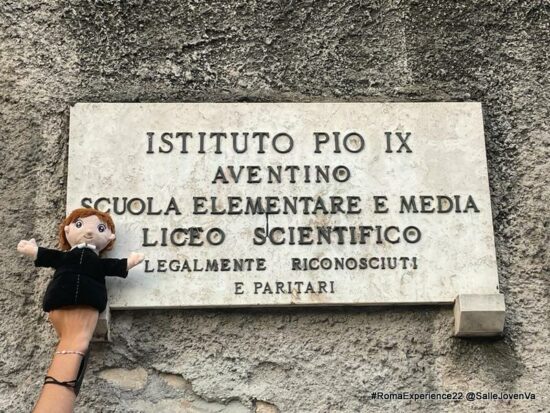 ISTITUTO PIO IX
AVENTINO
SCUOLA ELEMENTARE E MEDIA
LICEO SCIENTIFICO
LEGALMENTE RICONOSCIUTI
E PARITARI
#RomaExperience22 @SalleJovenVa